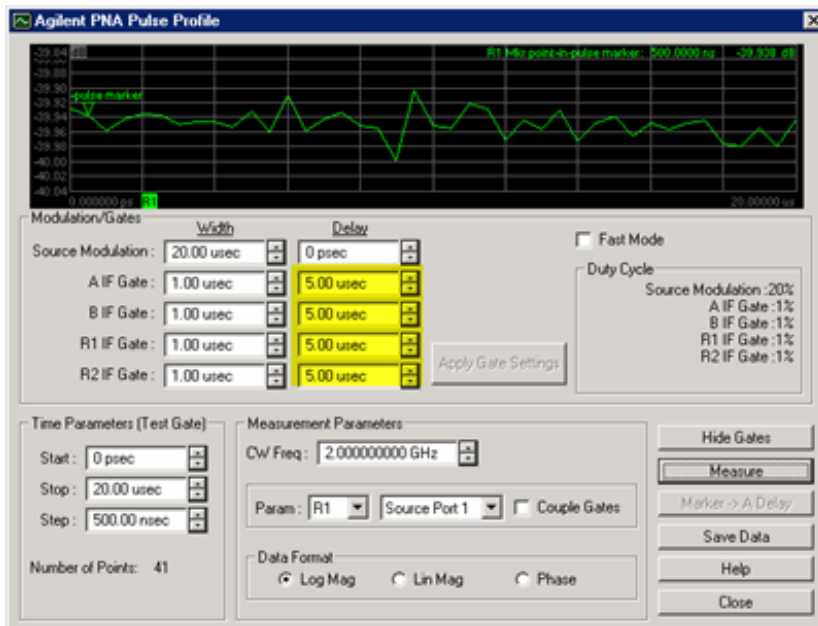 Agilent PNA Pulse Profile
-39.84 dB
R1 Mkr point-in-pulse marker: 500.0000 ns -39.938 dB
-39.88
-39.90
-39.92
-pulse marker
-39.94
-39.96
-39.98
-40.00
-40.02
-40.04
0.000000 ps R1 20.00000 us
Modulation/Gates
Width Delay
Source Modulation : 20.00 usec 0 psec
A IF Gate : 1.00 usec 5.00 usec
B IF Gate : 1.00 usec 5.00 usec
R1 IF Gate : 1.00 usec 5.00 usec
R2 IF Gate : 1.00 usec 5.00 usec
Apply Gate Settings
Fast Mode
Duty Cycle
Source Modulation :20%
A IF Gate :1%
B IF Gate :1%
R1 IF Gate :1%
R2 IF Gate :1%
Time Parameters (Test Gate)
Start : 0 psec
Stop : 20.00 usec
Step : 500.00 nsec
Number of Points: 41
Measurement Parameters
CW Freq : 2.000000000 GHz
Param : R1 Source Port 1 Couple Gates
Data Format
Log Mag Lin Mag Phase
Hide Gates
Measure
Marker -> A Delay
Save Data
Help
Close